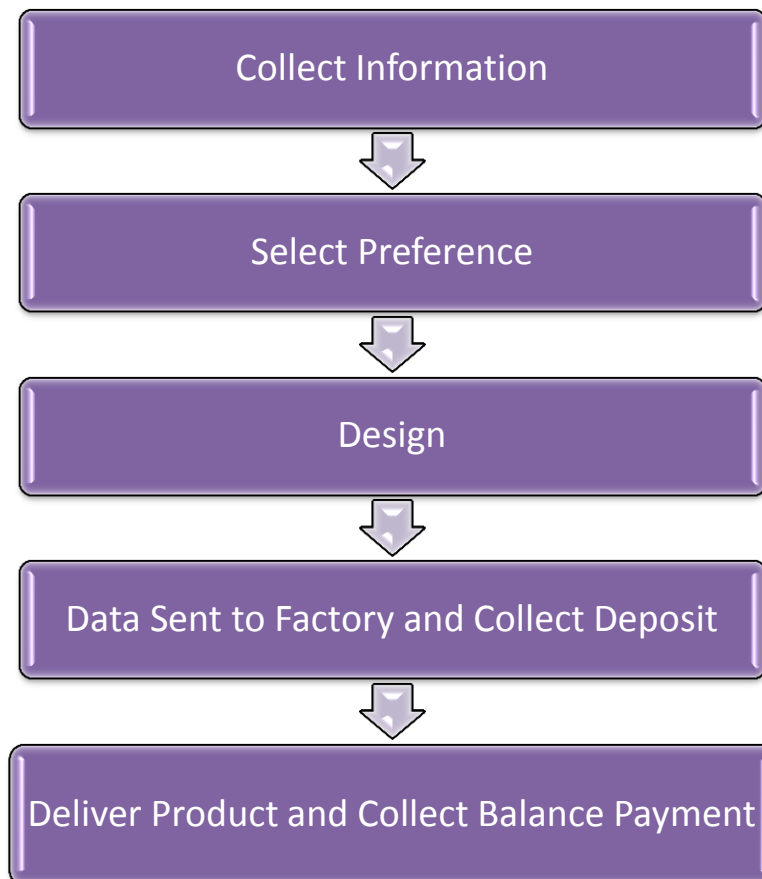 Collect Information
Select Preference
Design
Data Sent to Factory and Collect Deposit
Deliver Product and Collect Balance Payment